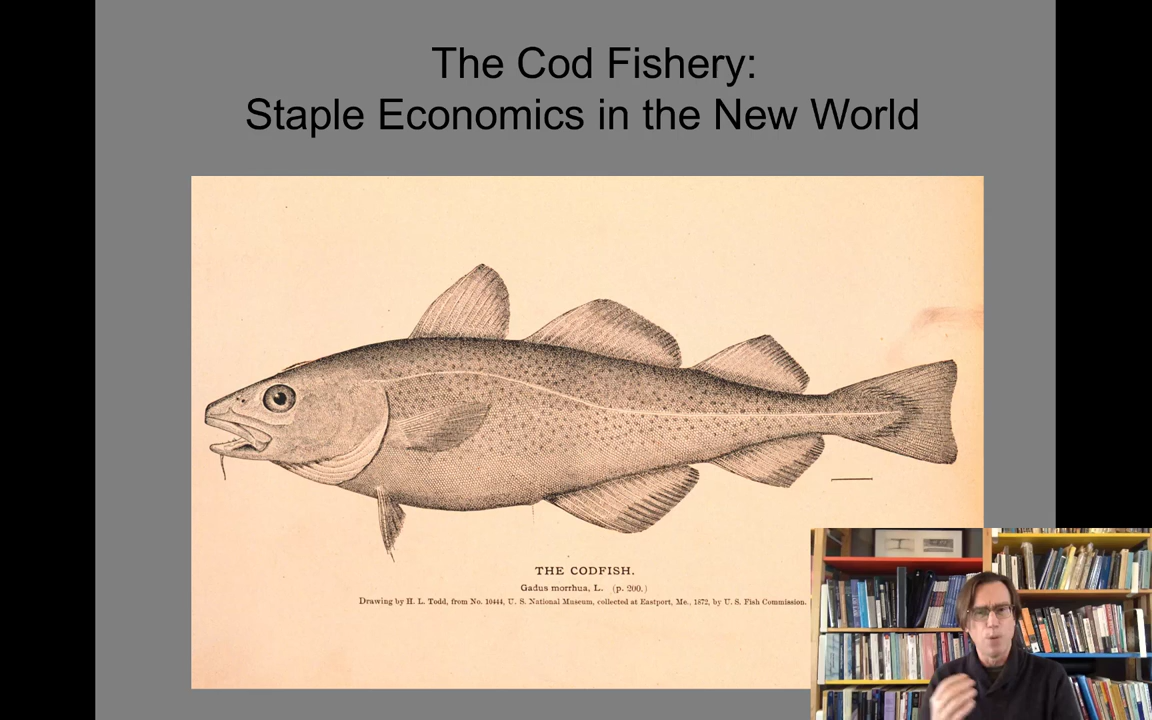 The Cod Fishery:
Staple Economics in the New World
THE CODFISH.
Gadus morrhua, L. (p. 200.)
Drawing by H. L. Todd, from No. 10444, U. S. National Museum, collected at Eastport, Me., 1872, by U. S. Fish Commission.